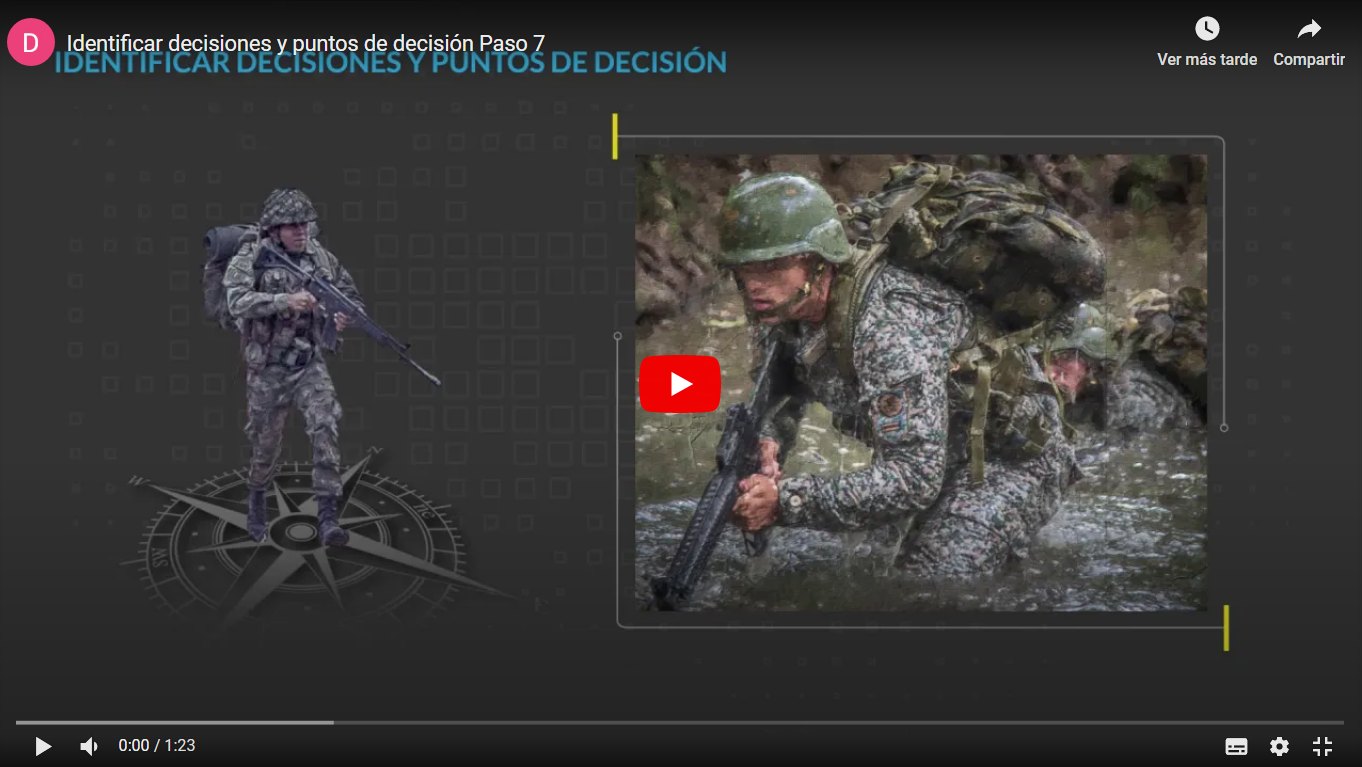 D
Identificar decisiones y puntos de decisión Paso 7
Ver más tarde
Compartir
IDENTIFICAR DECISIONES Y PUNTOS DE DECISIÓN
W
SW
0:00 / 1:23